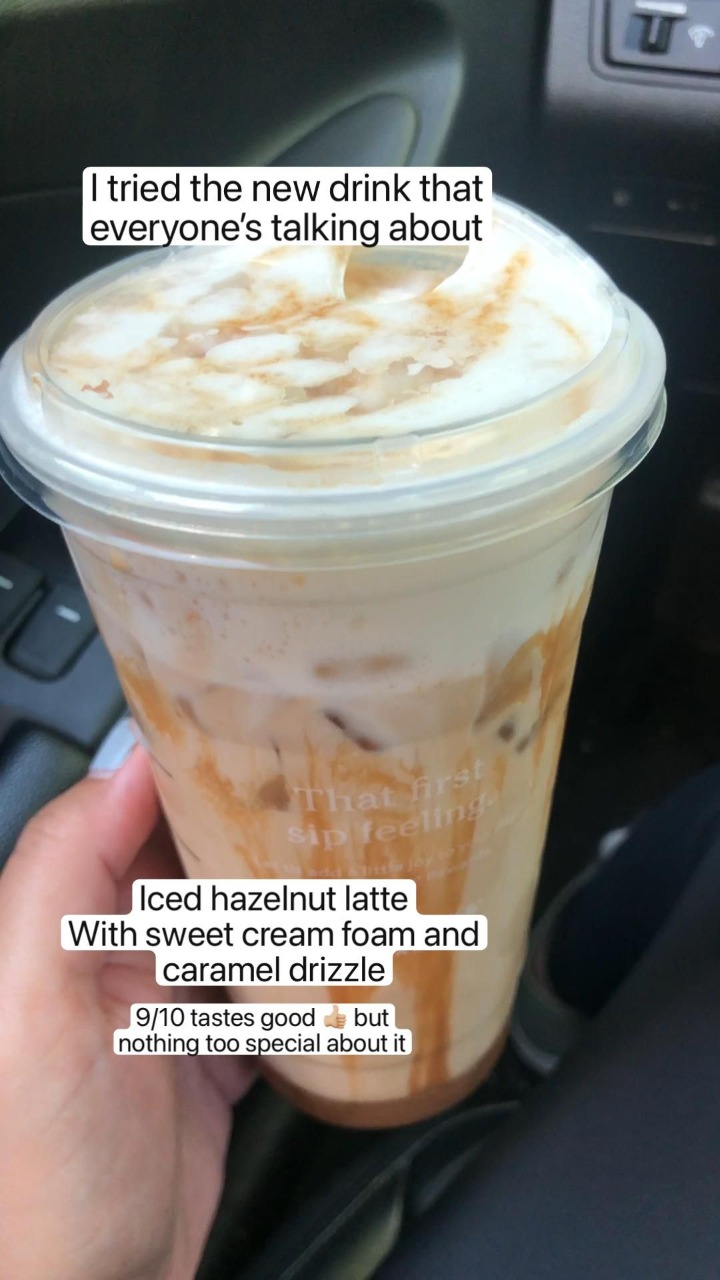 I tried the new drink that
everyone's talking about
That first
sip feeling.
Iced hazelnut latte
With sweet cream foam and
caramel drizzle
9/10 tastes good 👍🏼 but
nothing too special about it